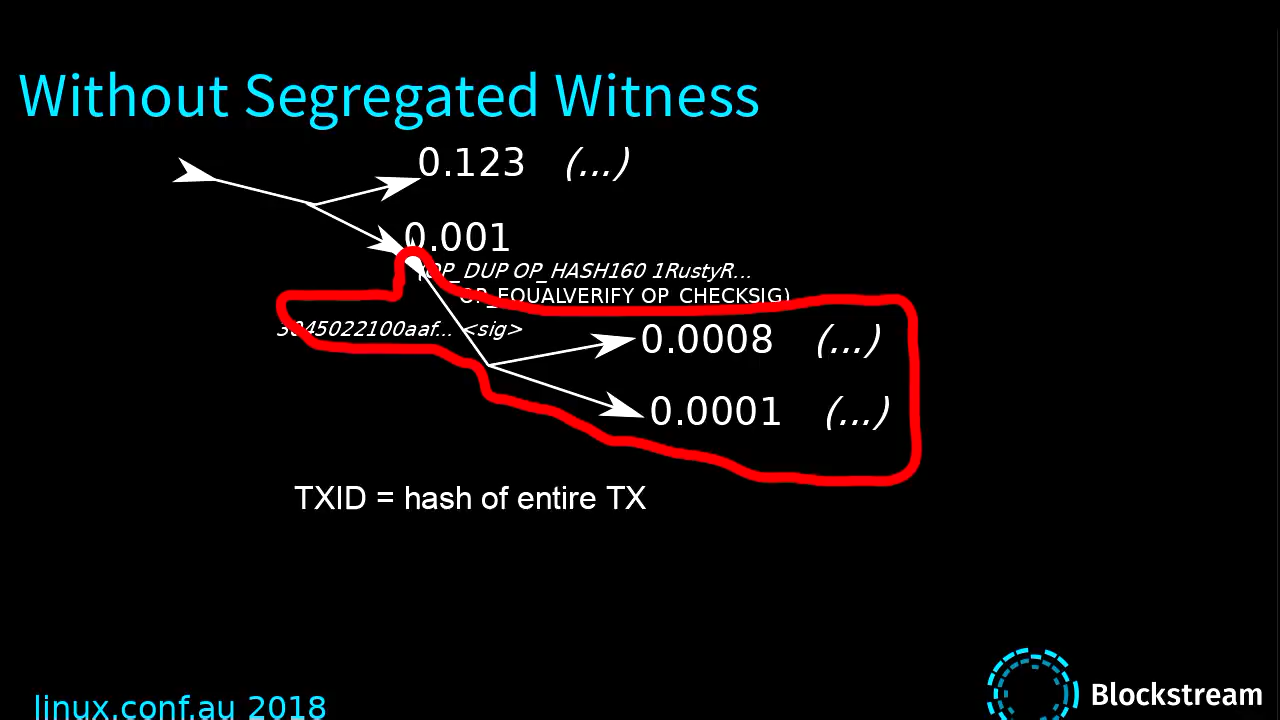 Without Segregated Witness
0.123 (...)
0.001
(OP_DUP OP_HASH160 1RustyR...
OP_EQUALVERIFY OP_CHECKSIG)
3045022100aaf... <sig>
0.0008 (...)
0.0001 (...)
TXID = hash of entire TX
linux.conf.au 2018
Blockstream